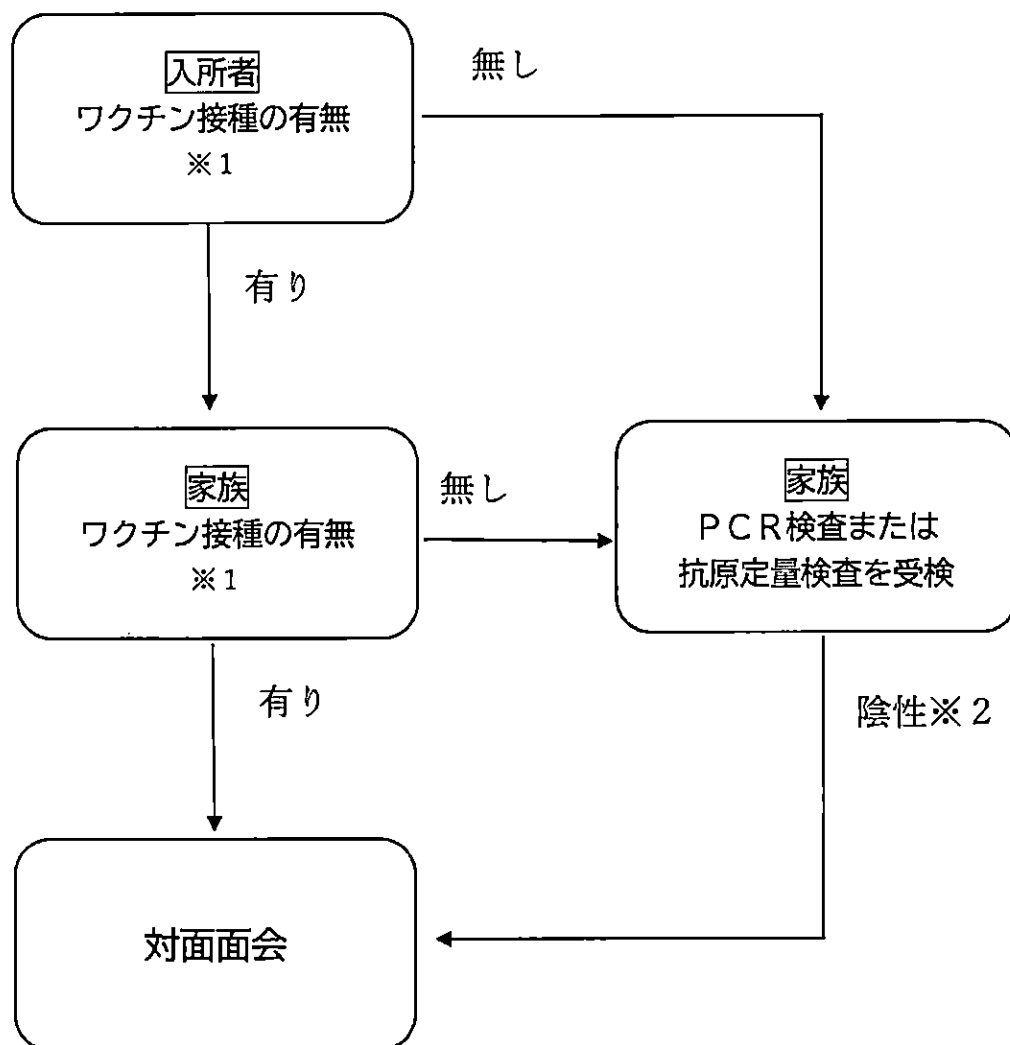 入所者
ワクチン接種の有無
※1
無し
有り
家族
ワクチン接種の有無
※1
無し
家族
PCR検査または
抗原定量検査を受検
有り
陰性※2
対面面会